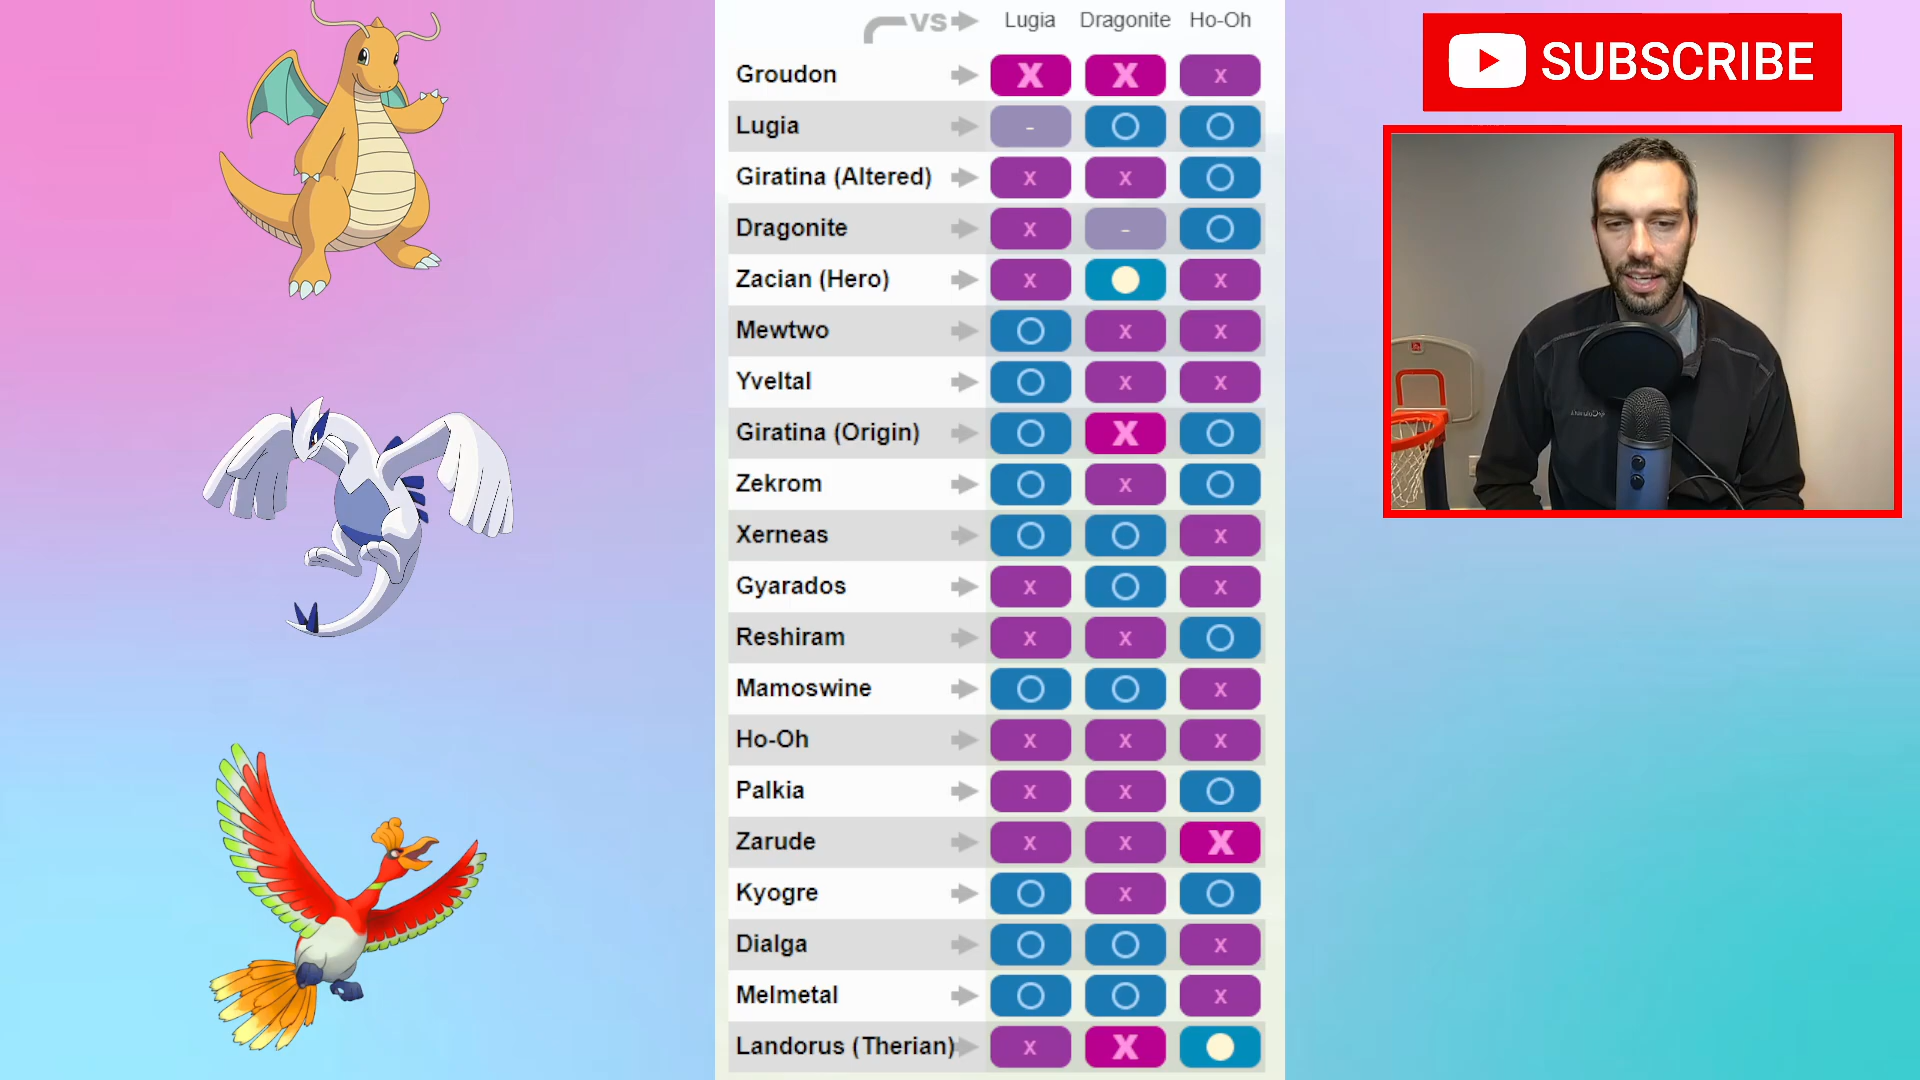 VS Lugia Dragonite Ho-Oh
Groudon X X x
Lugia -
Giratina (Altered) x x
Dragonite x -
Zacian (Hero) x x
Mewtwo x x
Yveltal x x
Giratina (Origin) X
Zekrom x
Xerneas x
Gyarados x x
Reshiram x x
Mamoswine x
Ho-Oh x x x
Palkia x x
Zarude x x X
Kyogre x
Dialga x
Melmetal x
Landorus (Therian) x X
SUBSCRIBE